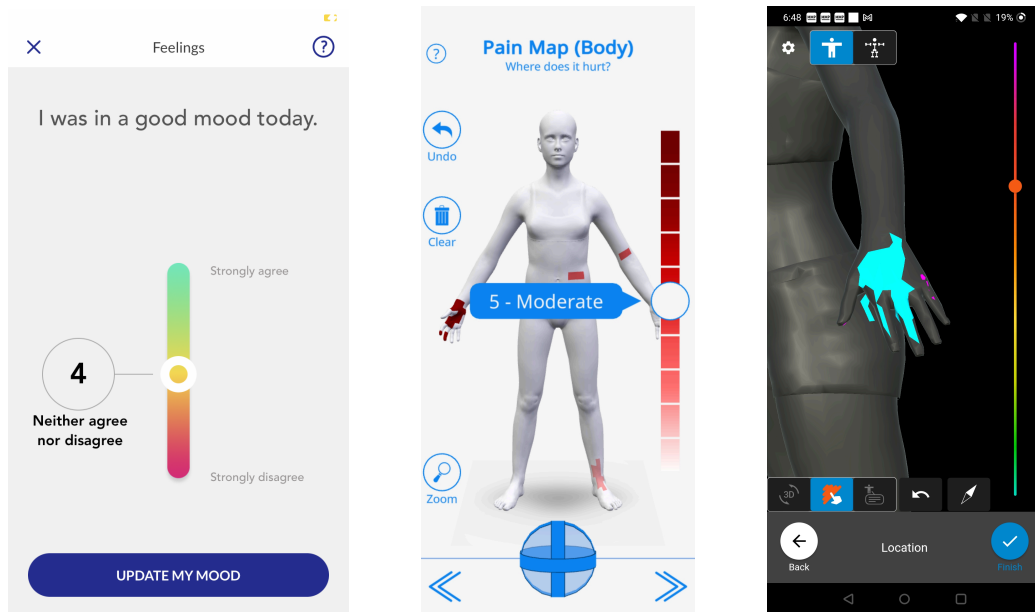 Feelings
?
I was in a good mood today.
Strongly agree
4
Neither agree
nor disagree
Strongly disagree
UPDATE MY MOOD
?
Pain Map (Body)
Where does it hurt?
Undo
Clear
5 - Moderate
Zoom
6:48
19%
3D
Back
Location
Finish